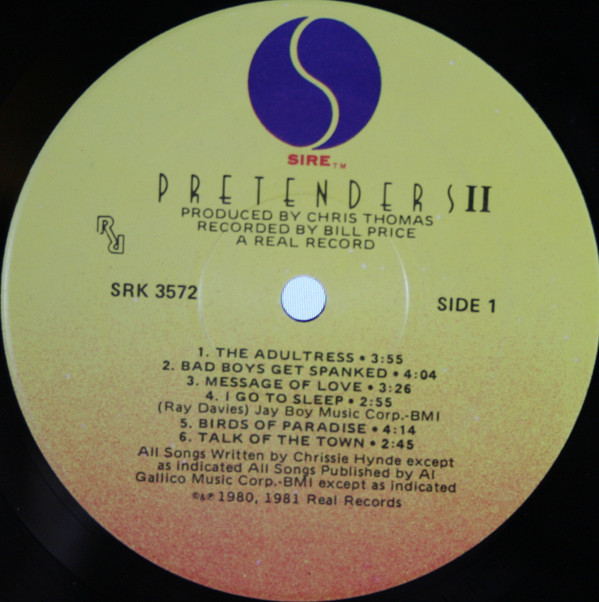 SIRE TM
PRETENDERS II
PRODUCED BY CHRIS THOMAS
RECORDED BY BILL PRICE
A REAL RECORD
SRK 3572
SIDE 1
1. THE ADULTRESS • 3:55
2. BAD BOYS GET SPANKED • 4:04
3. MESSAGE OF LOVE • 3:26
4. I GO TO SLEEP • 2:55
(Ray Davies) Jay Boy Music Corp.-BMI
5. BIRDS OF PARADISE • 4:14
6. TALK OF THE TOWN • 2:45
All Songs Written by Chrissie Hynde except
as indicated All Songs Published by Al
Gallico Music Corp.-BMI except as indicated
©&℗ 1980, 1981 Real Records